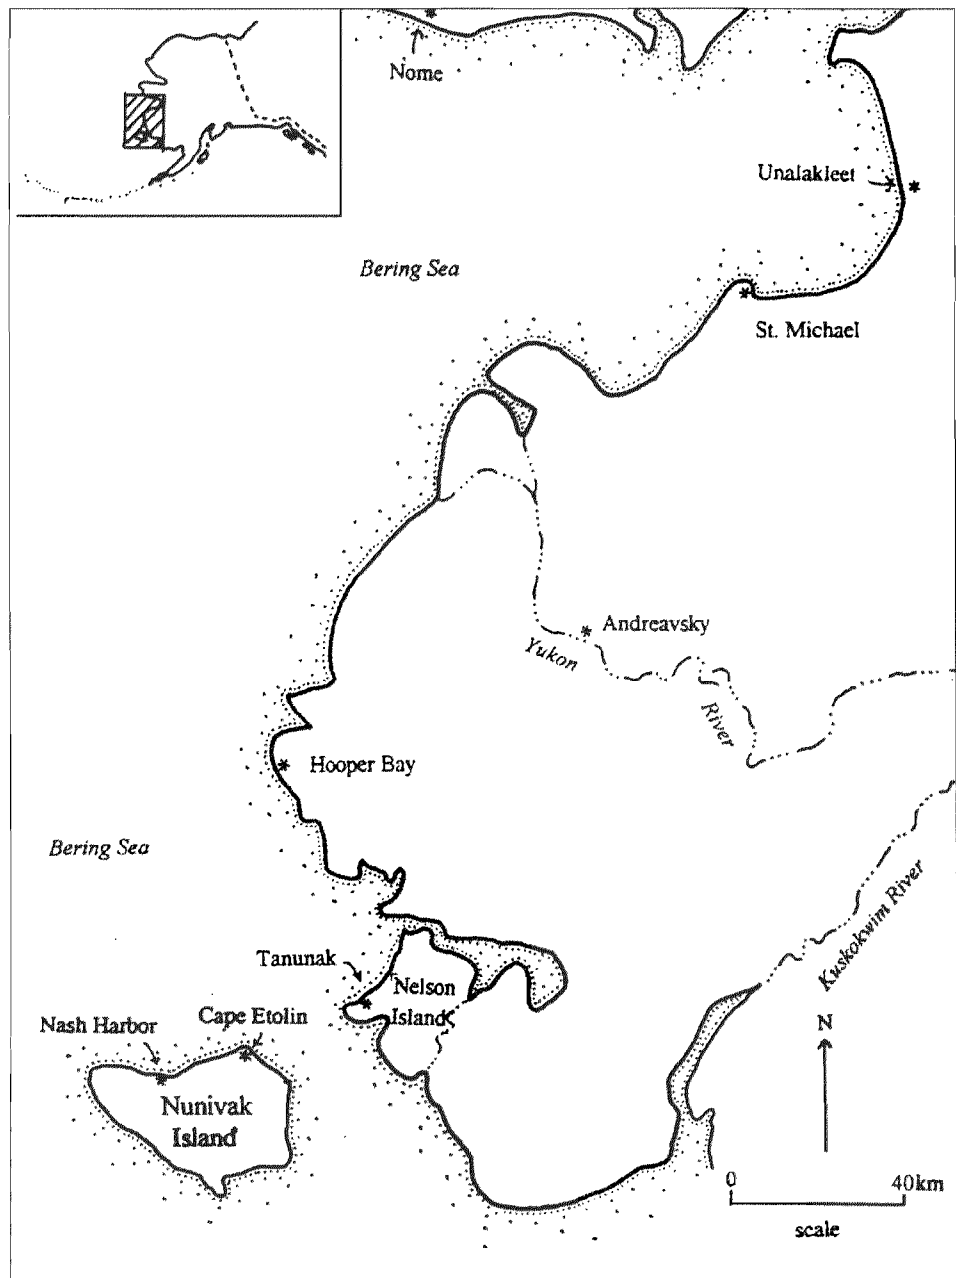 Nome
Unalakleet
Bering Sea
St. Michael
Andreavsky
Yukon
River
Hooper Bay
Bering Sea
Kuskokwim River
Tanunak
Nelson
Island
Cape Etolin
Nash Harbor
N
Nunivak
Island
0
40km
scale